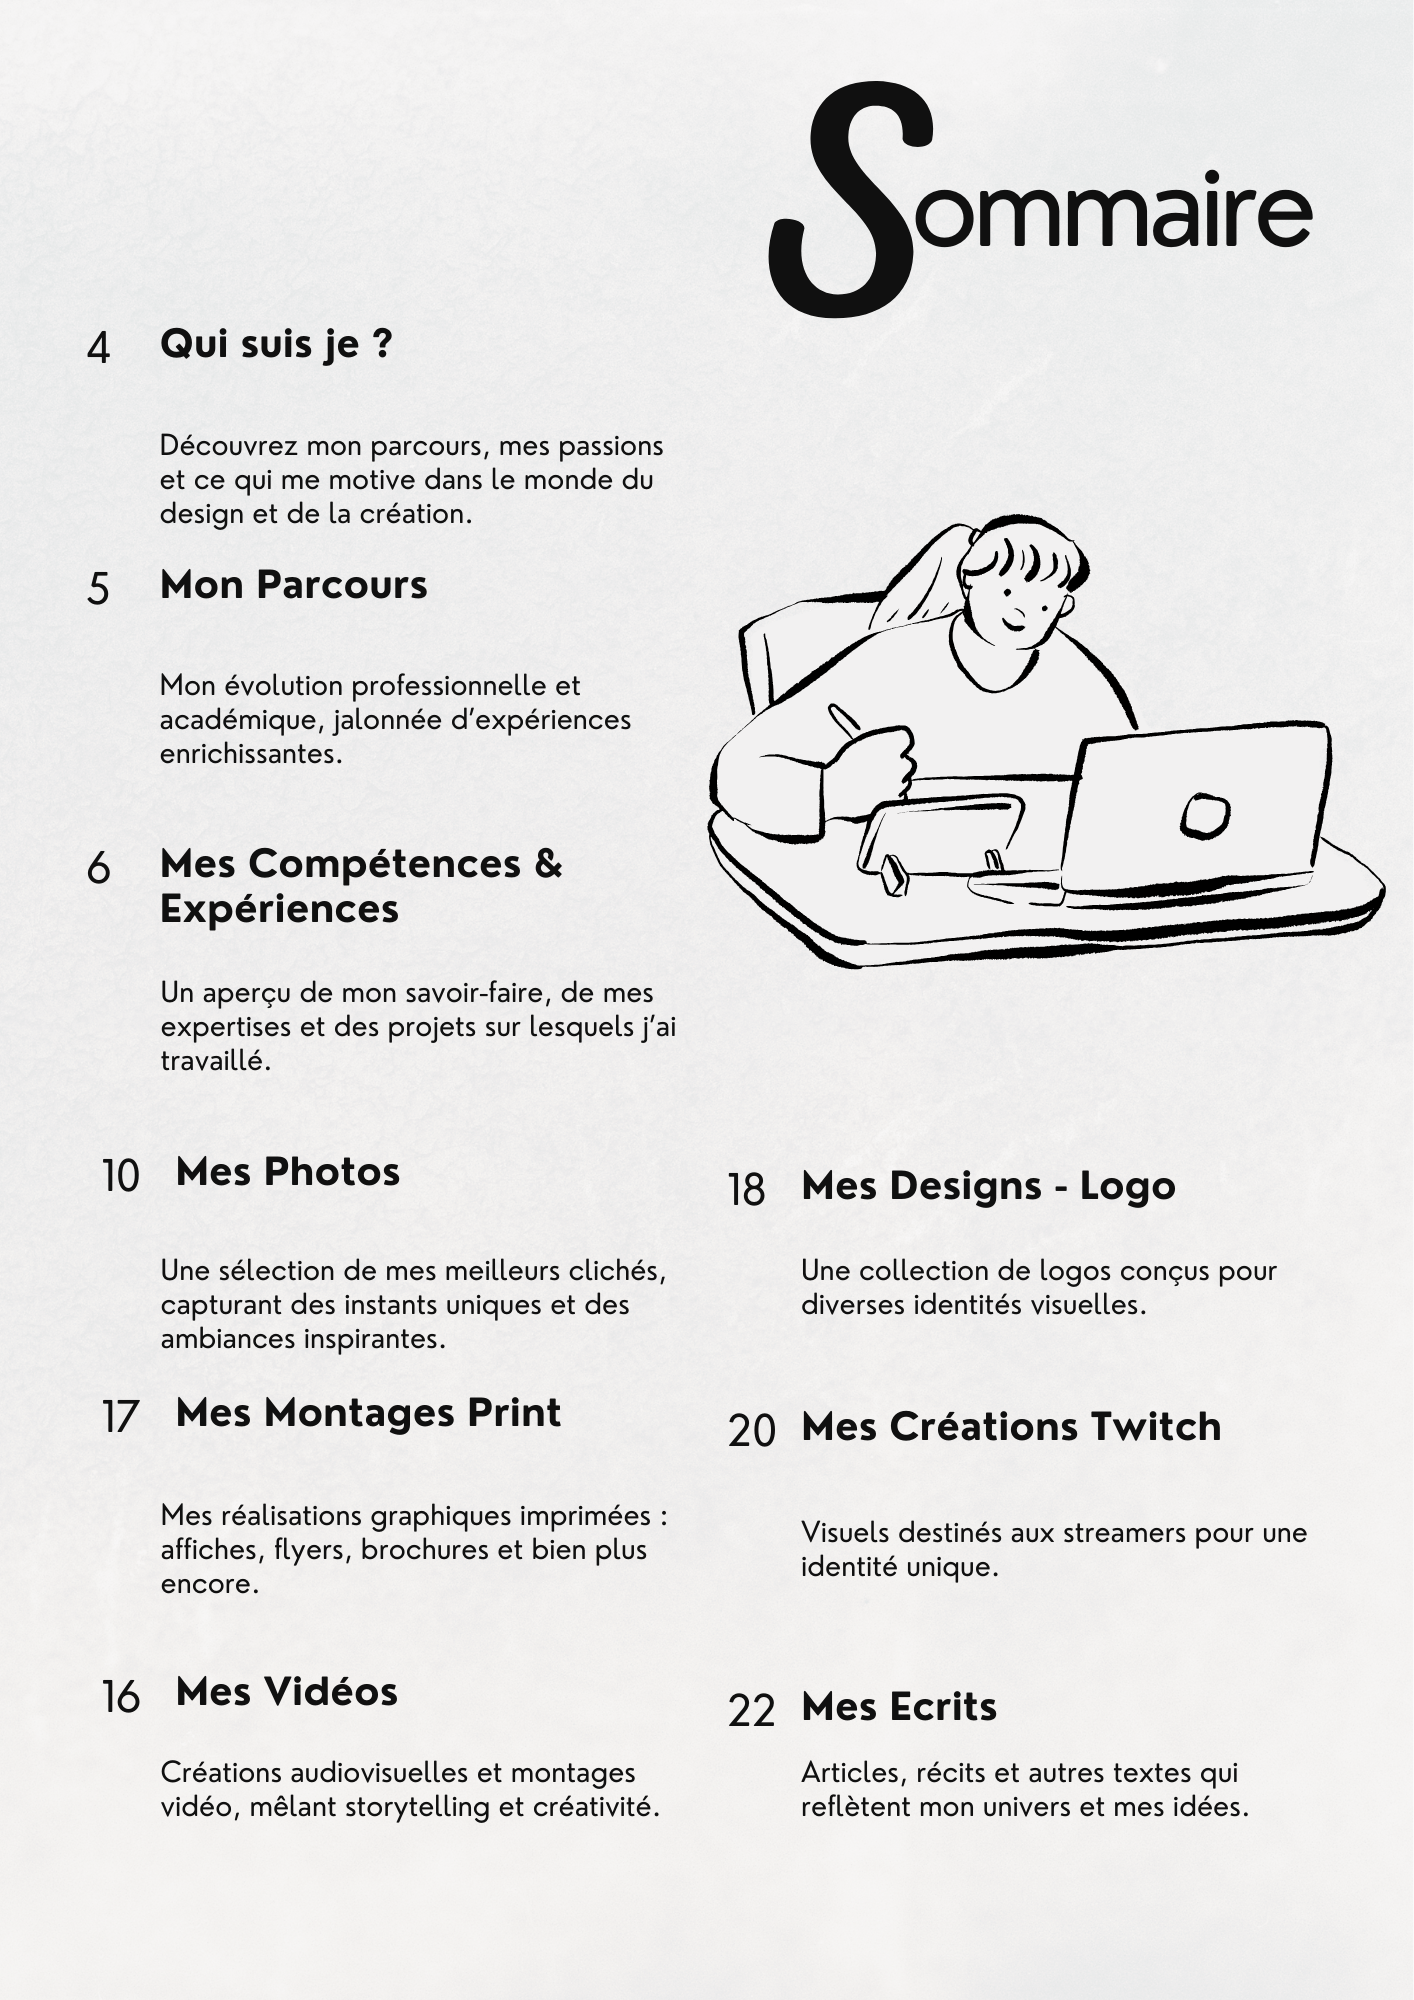 Sommaire
4 Qui suis je ?
Découvrez mon parcours, mes passions
et ce qui me motive dans le monde du
design et de la création.
5 Mon Parcours
Mon évolution professionnelle et
académique, jalonnée d’expériences
enrichissantes.
6 Mes Compétences &
Expériences
Un aperçu de mon savoir-faire, de mes
expertises et des projets sur lesquels j’ai
travaillé.
10 Mes Photos
Une sélection de mes meilleurs clichés,
capturant des instants uniques et des
ambiances inspirantes.
17 Mes Montages Print
Mes réalisations graphiques imprimées :
affiches, flyers, brochures et bien plus
encore.
16 Mes Vidéos
Créations audiovisuelles et montages
vidéo, mêlant storytelling et créativité.
18 Mes Designs - Logo
Une collection de logos conçus pour
diverses identités visuelles.
20 Mes Créations Twitch
Visuels destinés aux streamers pour une
identité unique.
22 Mes Ecrits
Articles, récits et autres textes qui
reflètent mon univers et mes idées.